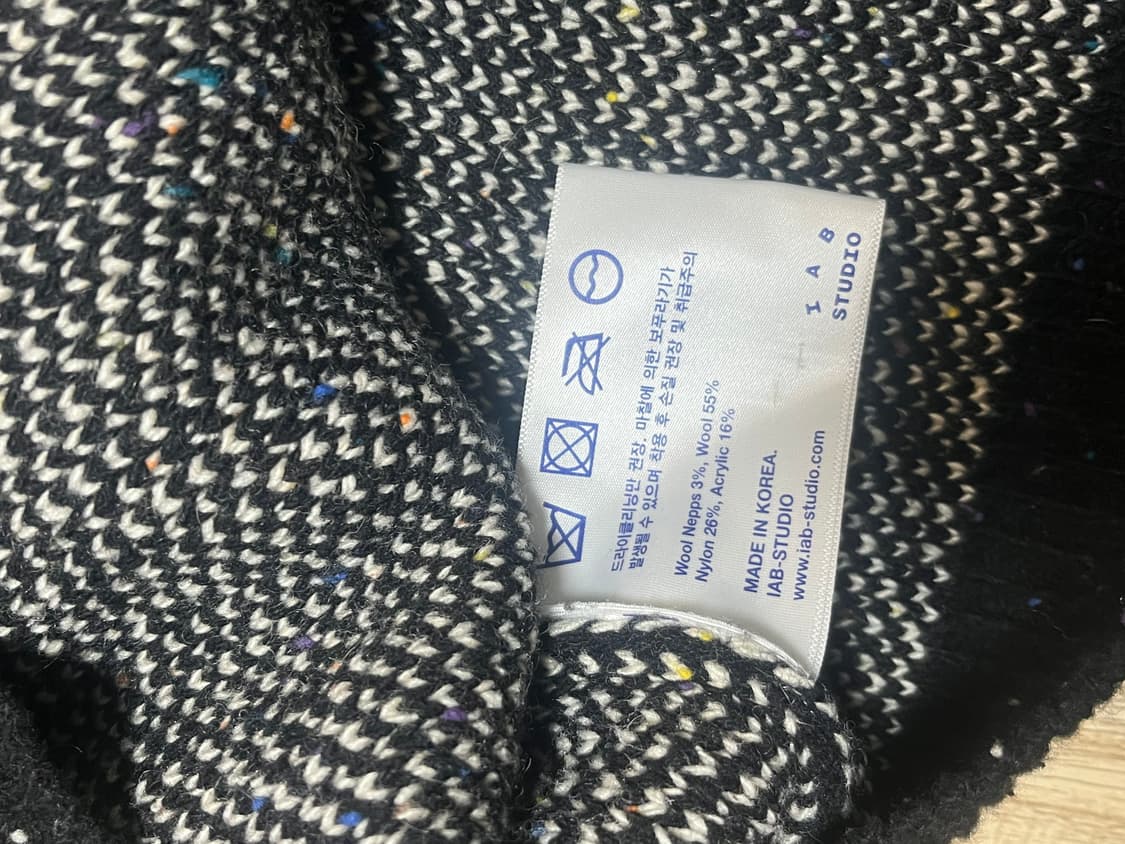 드라이클리닝만 권장, 마찰에 의한 보푸라기가
발생될 수 있으며 착용 후 손질 권장 및 취급주의
Wool Nepps 3%, Wool 55%
Nylon 26%, Acrylic 16%
MADE IN KOREA.
IAB-STUDIO
www.iab-studio.com
I A B
STUDIO